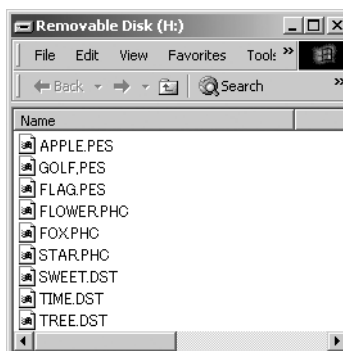 Removable Disk (H:)
File Edit View Favorites Tools »
Back Search »
Name
APPLE.PES
GOLF.PES
FLAG.PES
FLOWER.PHC
FOX.PHC
STAR.PHC
SWEET.DST
TIME.DST
TREE.DST